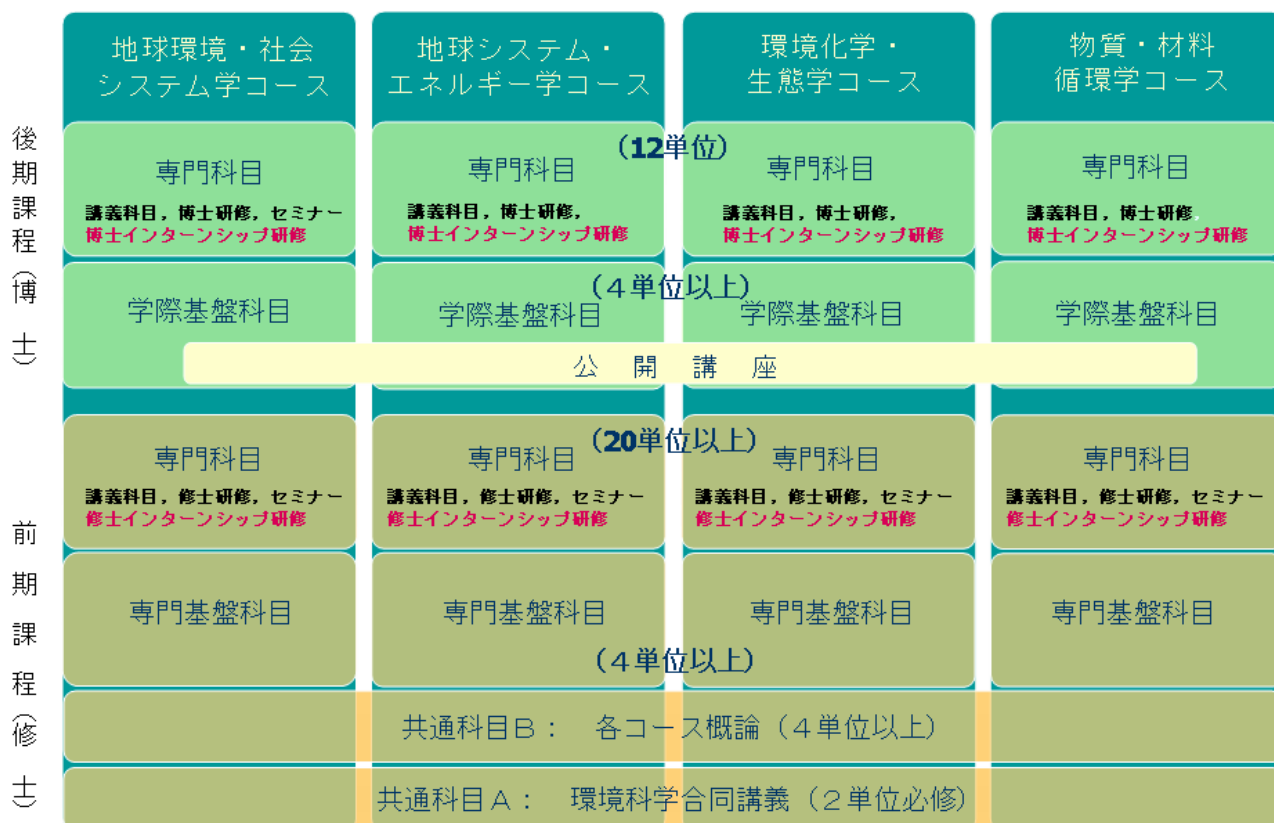 地球環境・社会
システム学コース
地球システム・
エネルギー学コース
環境化学・
生態学コース
物質・材料
循環学コース
後期課程(博士)
(12単位)
専門科目
講義科目, 博士研修, セミナー
博士インターンシップ研修
専門科目
講義科目, 博士研修,
博士インターンシップ研修
専門科目
講義科目, 博士研修,
博士インターンシップ研修
専門科目
講義科目, 博士研修,
博士インターンシップ研修
(4単位以上)
学際基盤科目
学際基盤科目
学際基盤科目
学際基盤科目
公 開 講 座
前期課程(修士)
(20単位以上)
専門科目
講義科目, 修士研修, セミナー
修士インターンシップ研修
専門科目
講義科目, 修士研修, セミナー
修士インターンシップ研修
専門科目
講義科目, 修士研修, セミナー
修士インターンシップ研修
専門科目
講義科目, 修士研修, セミナー
修士インターンシップ研修
専門基盤科目
専門基盤科目
専門基盤科目
専門基盤科目
(4単位以上)
共通科目B: 各コース概論(4単位以上)
共通科目A: 環境科学合同講義(2単位必修)